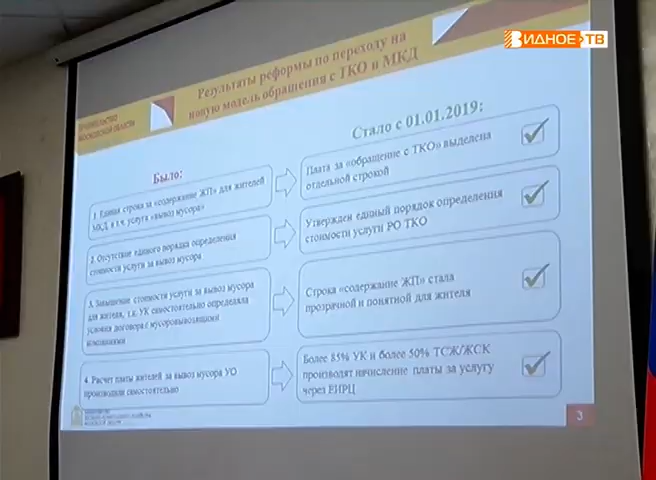 ВИДНОЕ-ТВ
ПРАВИТЕЛЬСТВО
МОСКОВСКОЙ ОБЛАСТИ
Результаты реформы по переходу на
новую модель обращения с ТКО в МКД
Было:
Стало с 01.01.2019:
1. Единая строка за «содержание ЖП» для жителей
МКД, в т.ч. услуга «вывоз мусора»
Плата за «обращение с ТКО» выделена
отдельной строкой
2. Отсутствие единого порядка определения
стоимости услуги за вывоз мусора
Утвержден единый порядок определения
стоимости услуги РО ТКО
3. Завышение стоимости услуги за вывоз мусора
для жителя, т.к. УК самостоятельно определяла
условия договора с мусоровывозящими
компаниями
Строка «содержание ЖП» стала
прозрачной и понятной для жителя
4. Расчет платы жителей за вывоз мусора УО
производили самостоятельно
Более 85% УК и более 50% ТСЖ/ЖСК
производят начисление платы за услугу
через ЕИРЦ
3